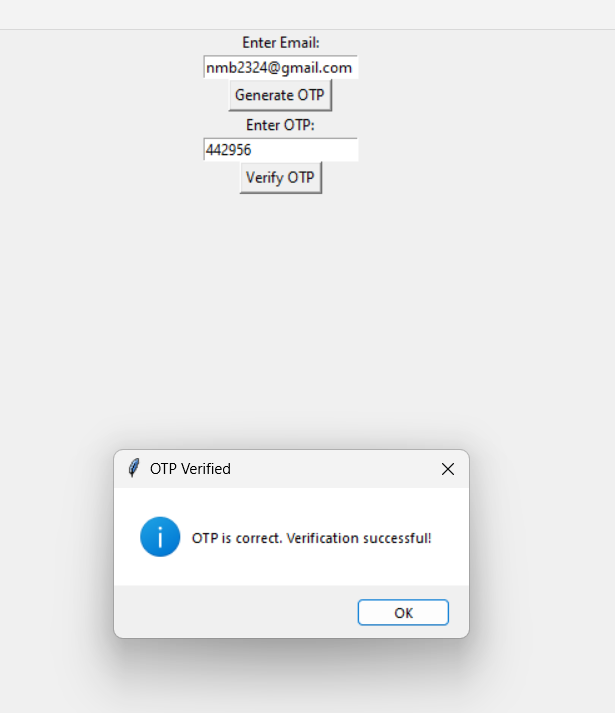 Enter Email:
nmb2324@gmail.com
Generate OTP
Enter OTP:
442956
Verify OTP
OTP Verified
OTP is correct. Verification successful!
OK